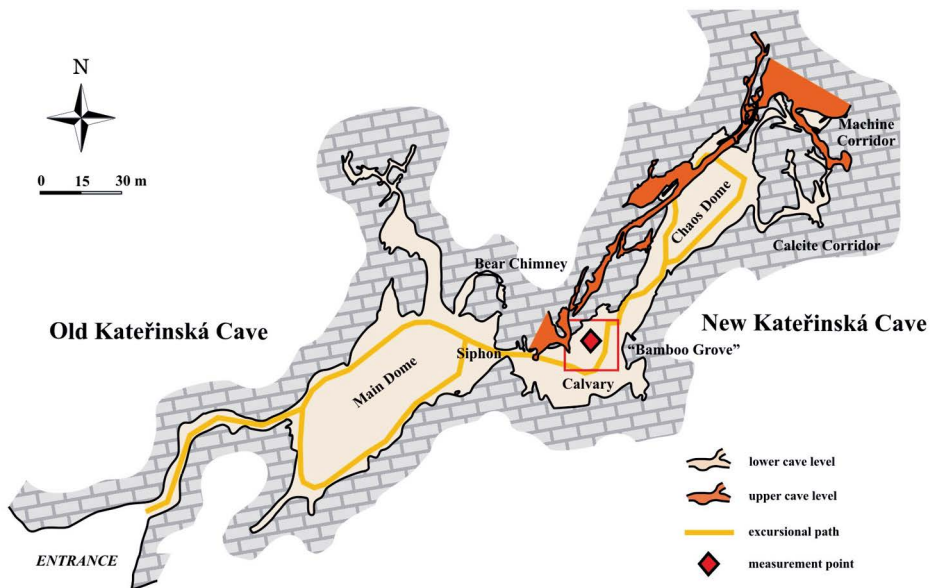 N
0 15 30 m
Machine
Corridor
Chaos Dome
Calcite Corridor
Bear Chimney
Old Kateřinská Cave
New Kateřinská Cave
"Bamboo Grove"
Siphon
Calvary
Main Dome
lower cave level
upper cave level
excursional path
ENTRANCE
measurement point